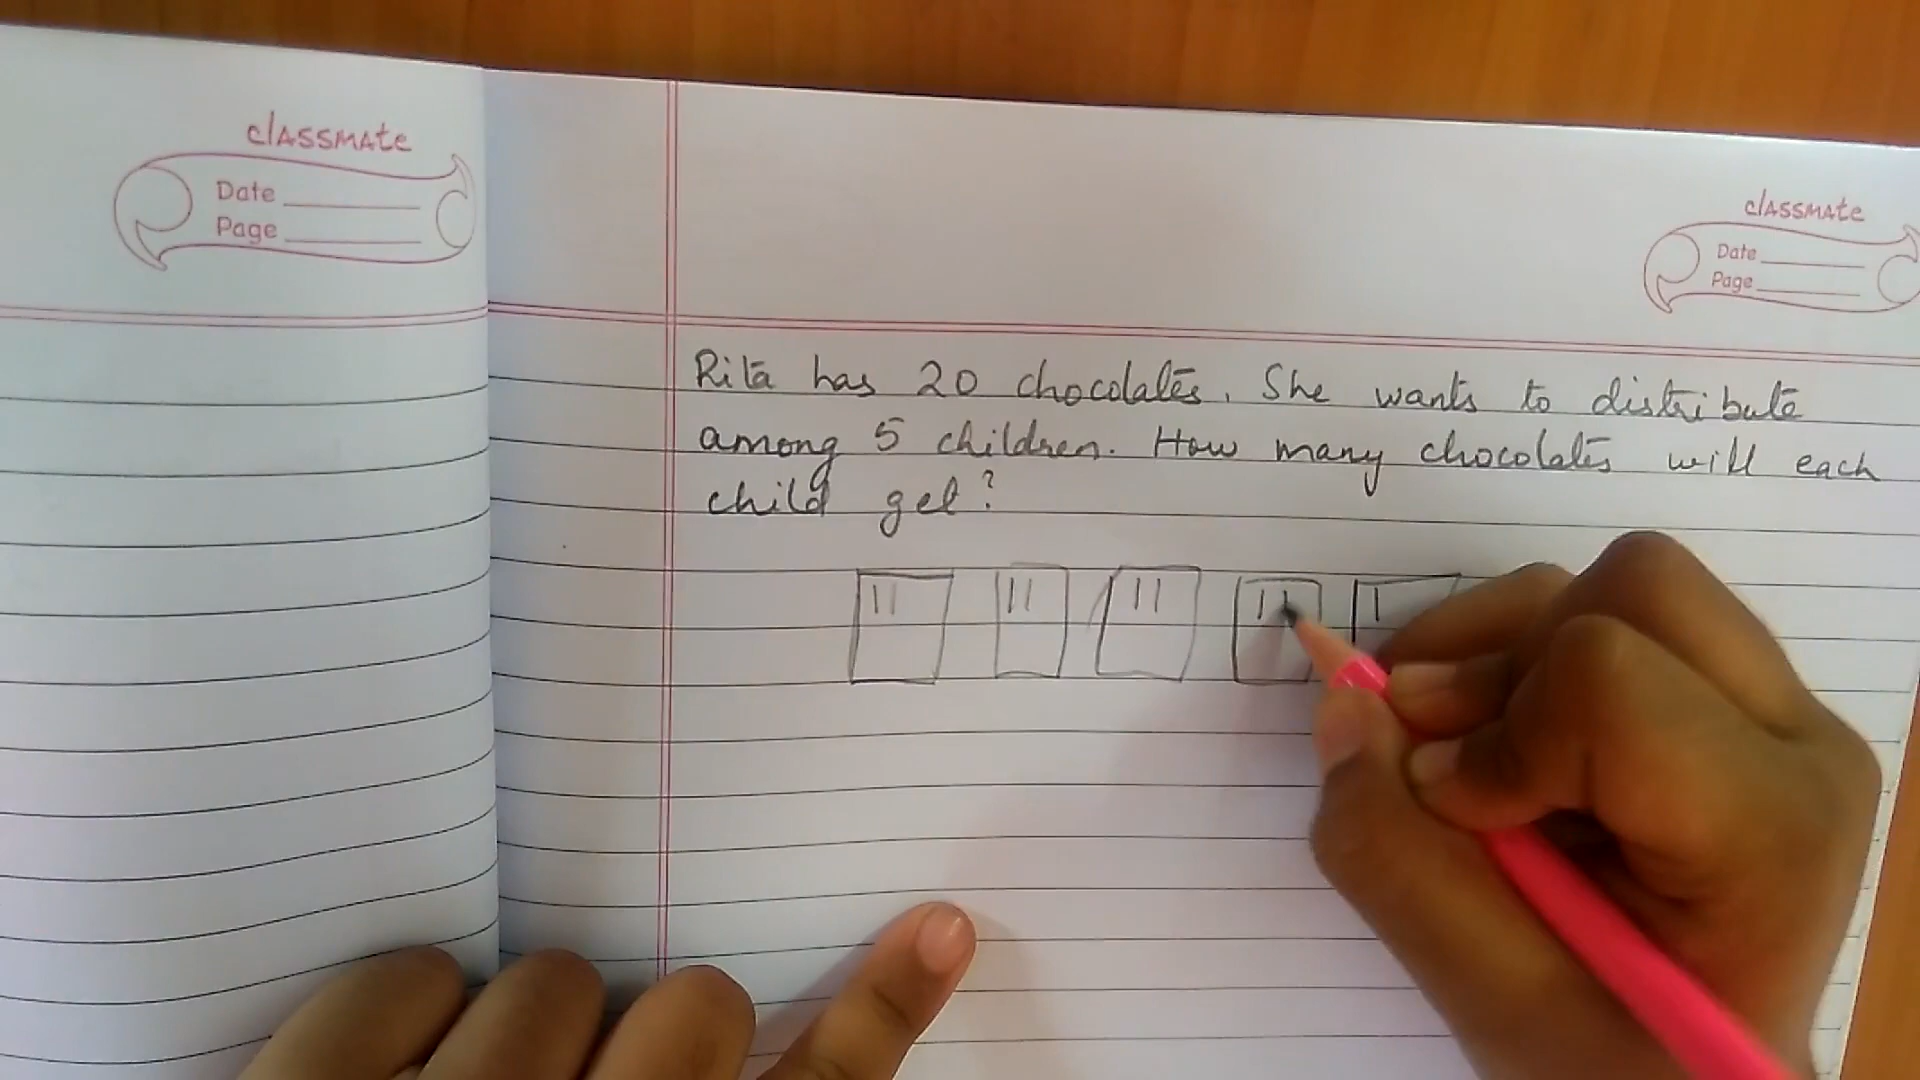 classmate
Date
Page
classmate
Date
Page
Rita has 20 chocolates. She wants to distribute
among 5 children. How many chocolates will each
child get?